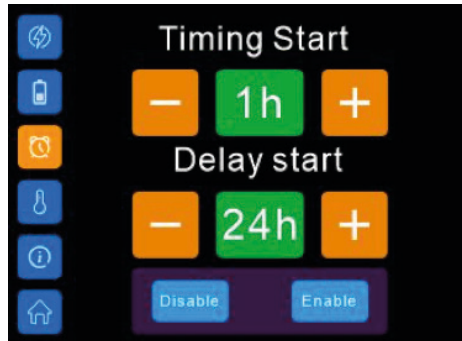 Timing Start
− 1h +
Delay start
− 24h +
Disable Enable